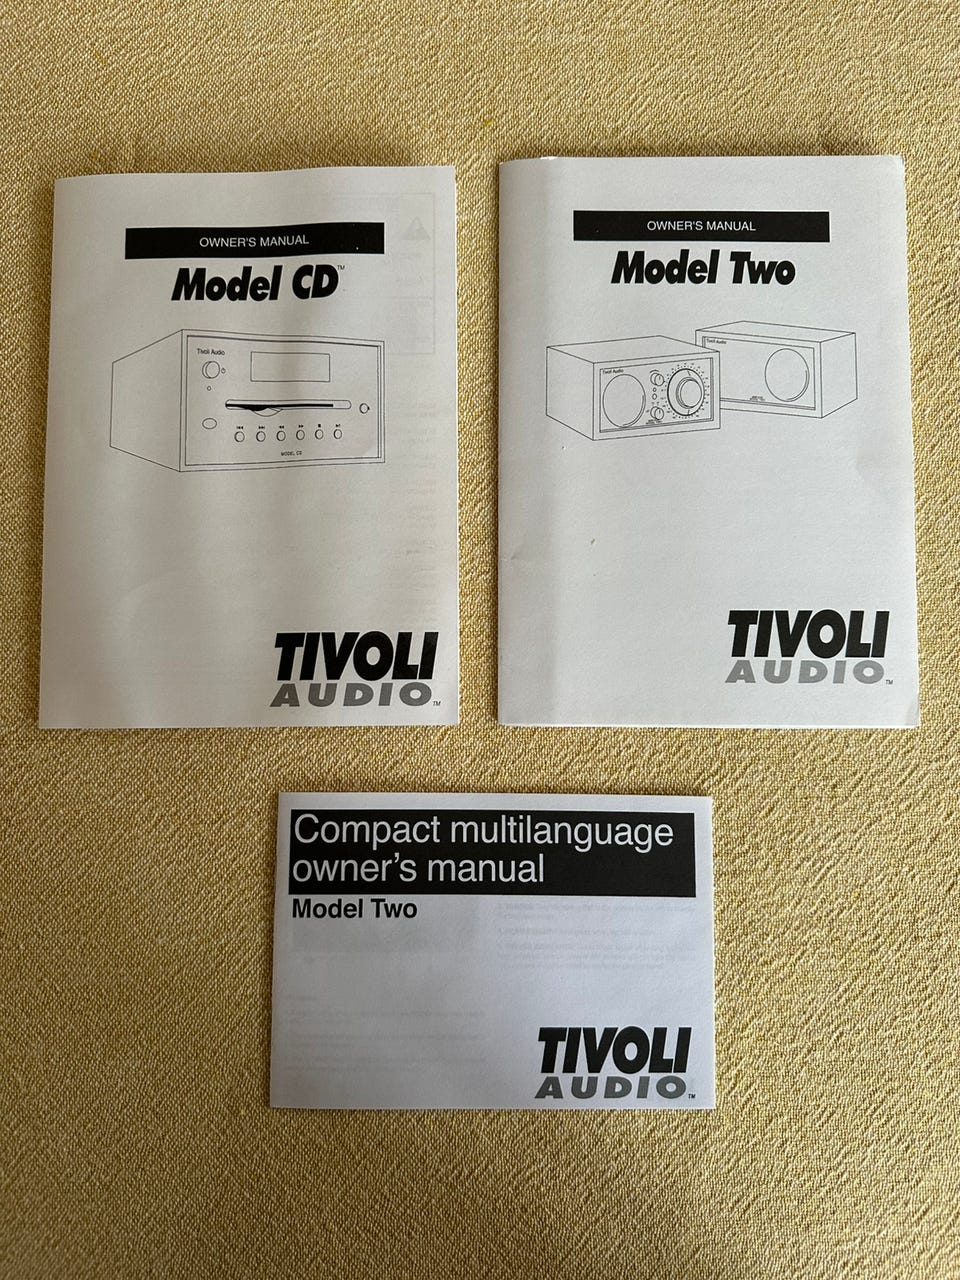 OWNER'S MANUAL
Model CD™
Tivoli Audio
MODEL CD
TIVOLI
AUDIO™
OWNER'S MANUAL
Model Two
Tivoli Audio
Tivoli Audio
TIVOLI
AUDIO™
Compact multilanguage
owner's manual
Model Two
TIVOLI
AUDIO™